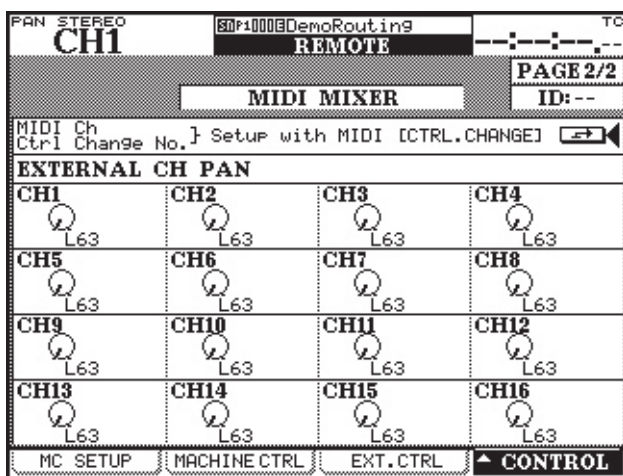 PAN STEREO
CH1
DemoRouting
REMOTE
TC
--:--:--.--
PAGE 2/2
MIDI MIXER
ID:--
MIDI Ch
Ctrl Change No.} Setup with MIDI [CTRL.CHANGE]
EXTERNAL CH PAN
CH1 CH2 CH3 CH4
L63 L63 L63 L63
CH5 CH6 CH7 CH8
L63 L63 L63 L63
CH9 CH10 CH11 CH12
L63 L63 L63 L63
CH13 CH14 CH15 CH16
L63 L63 L63 L63
MC SETUP MACHINE CTRL EXT.CTRL CONTROL